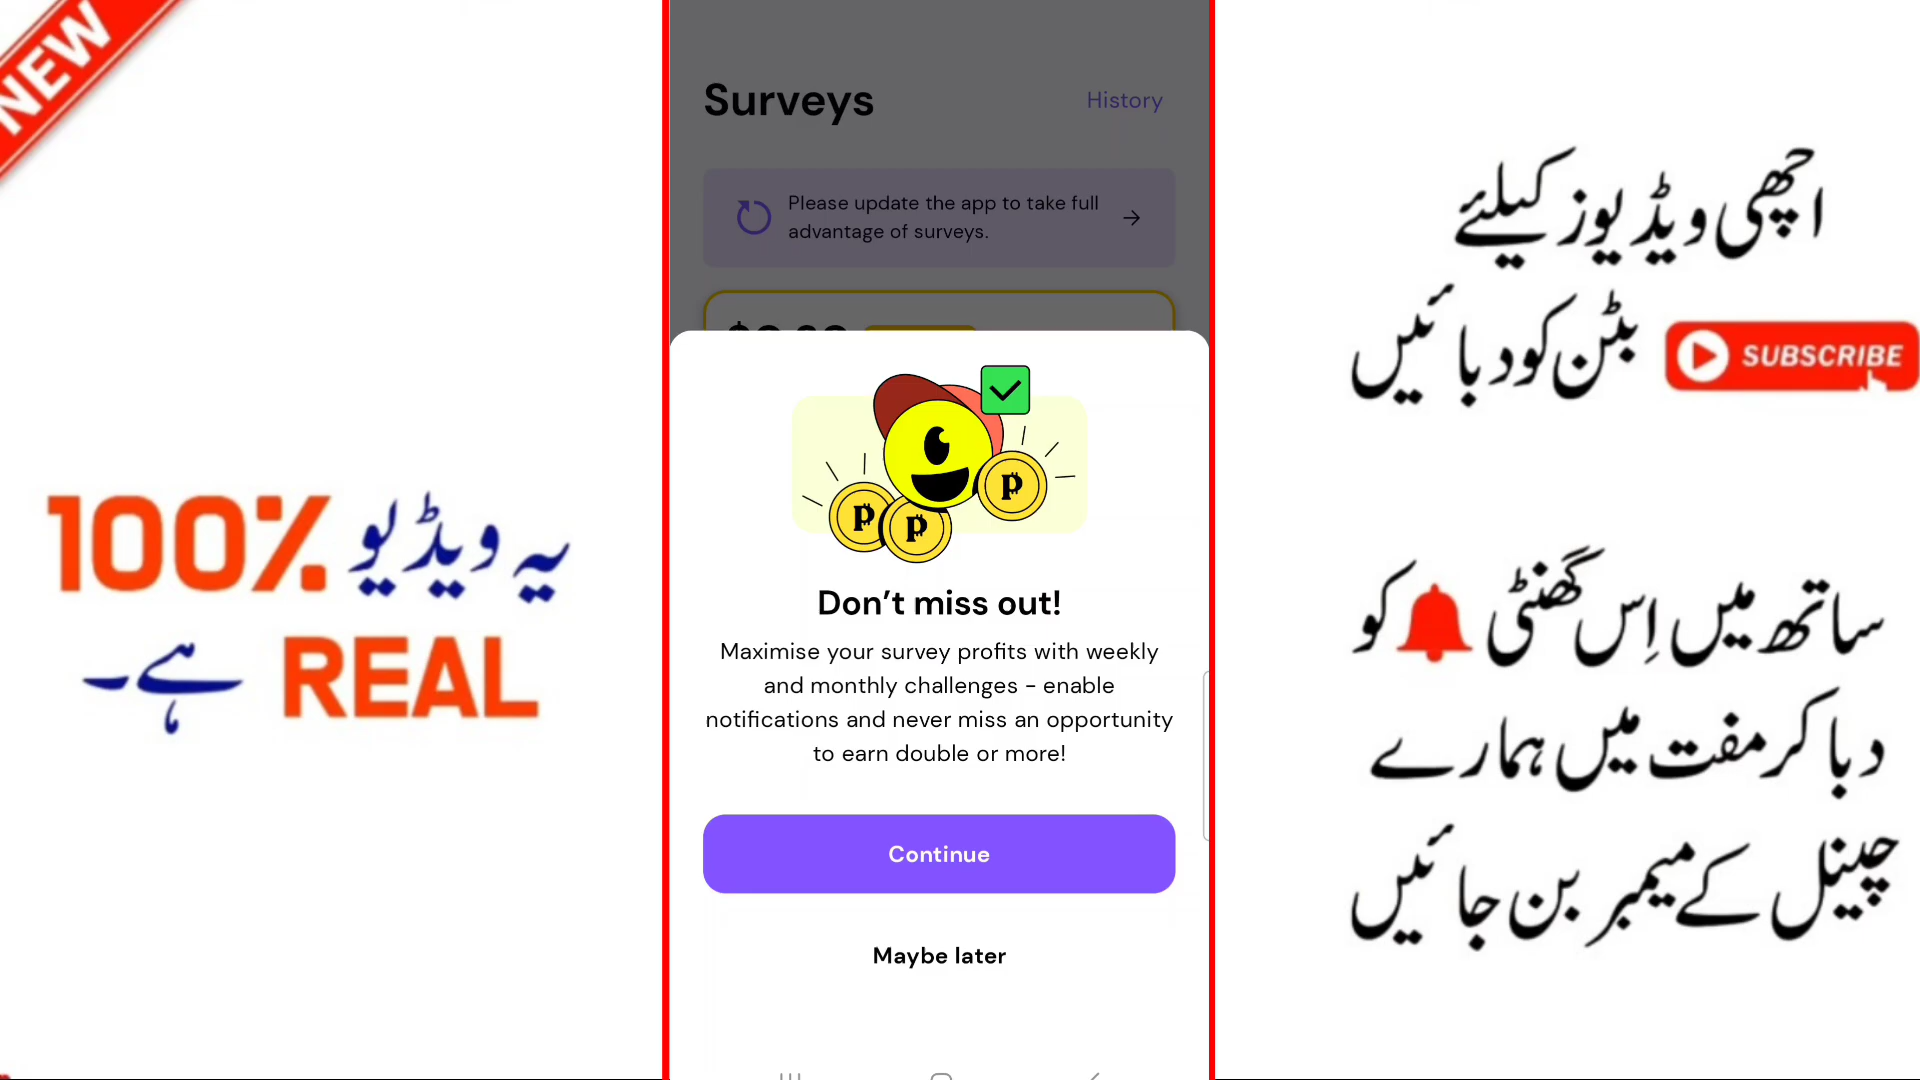 NEW
یہ ویڈیو 100%
REAL ہے۔
Surveys
History
Please update the app to take full
advantage of surveys.
Don't miss out!
Maximise your survey profits with weekly
and monthly challenges - enable
notifications and never miss an opportunity
to earn double or more!
Continue
Maybe later
اچھی ویڈیوز کیلئے
SUBSCRIBE بٹن کو دبائیں
ساتھ میں اِس گھنٹی کو
دبا کر مفت میں ہمارے
چینل کے میمبر بن جائیں